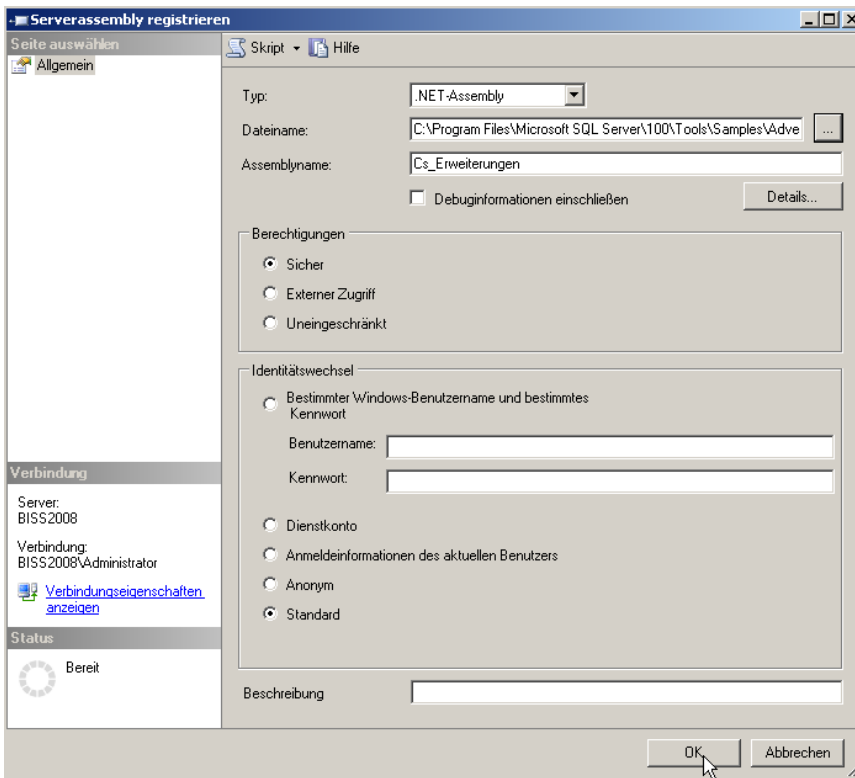 Serverassembly registrieren
Seite auswählen
Allgemein
Skript
Hilfe
Typ:
.NET-Assembly
Dateiname:
C:\Program Files\Microsoft SQL Server\100\Tools\Samples\Adve
...
Assemblyname:
Cs_Erweiterungen
Debuginformationen einschließen
Details...
Berechtigungen
Sicher
Externer Zugriff
Uneingeschränkt
Identitätswechsel
Bestimmter Windows-Benutzername und bestimmtes
Kennwort
Benutzername:
Kennwort:
Dienstkonto
Anmeldeinformationen des aktuellen Benutzers
Anonym
Standard
Beschreibung
Verbindung
Server:
BISS2008
Verbindung:
BISS2008\Administrator
Verbindungseigenschaften
anzeigen
Status
Bereit
OK
Abbrechen